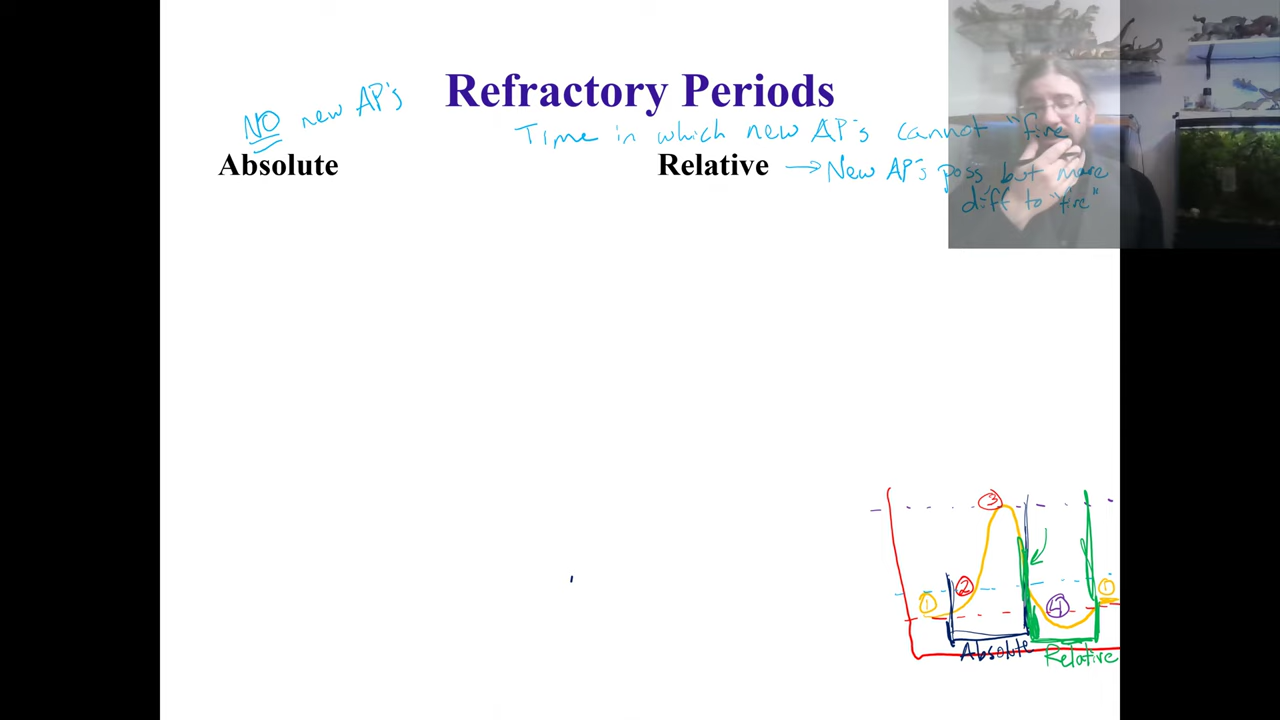 Refractory Periods
NO new AP's
Time in which new AP's cannot "fire"
Absolute
Relative → New AP's poss but more
diff to "fire"
3
2
1
4
1
Absolute
Relative